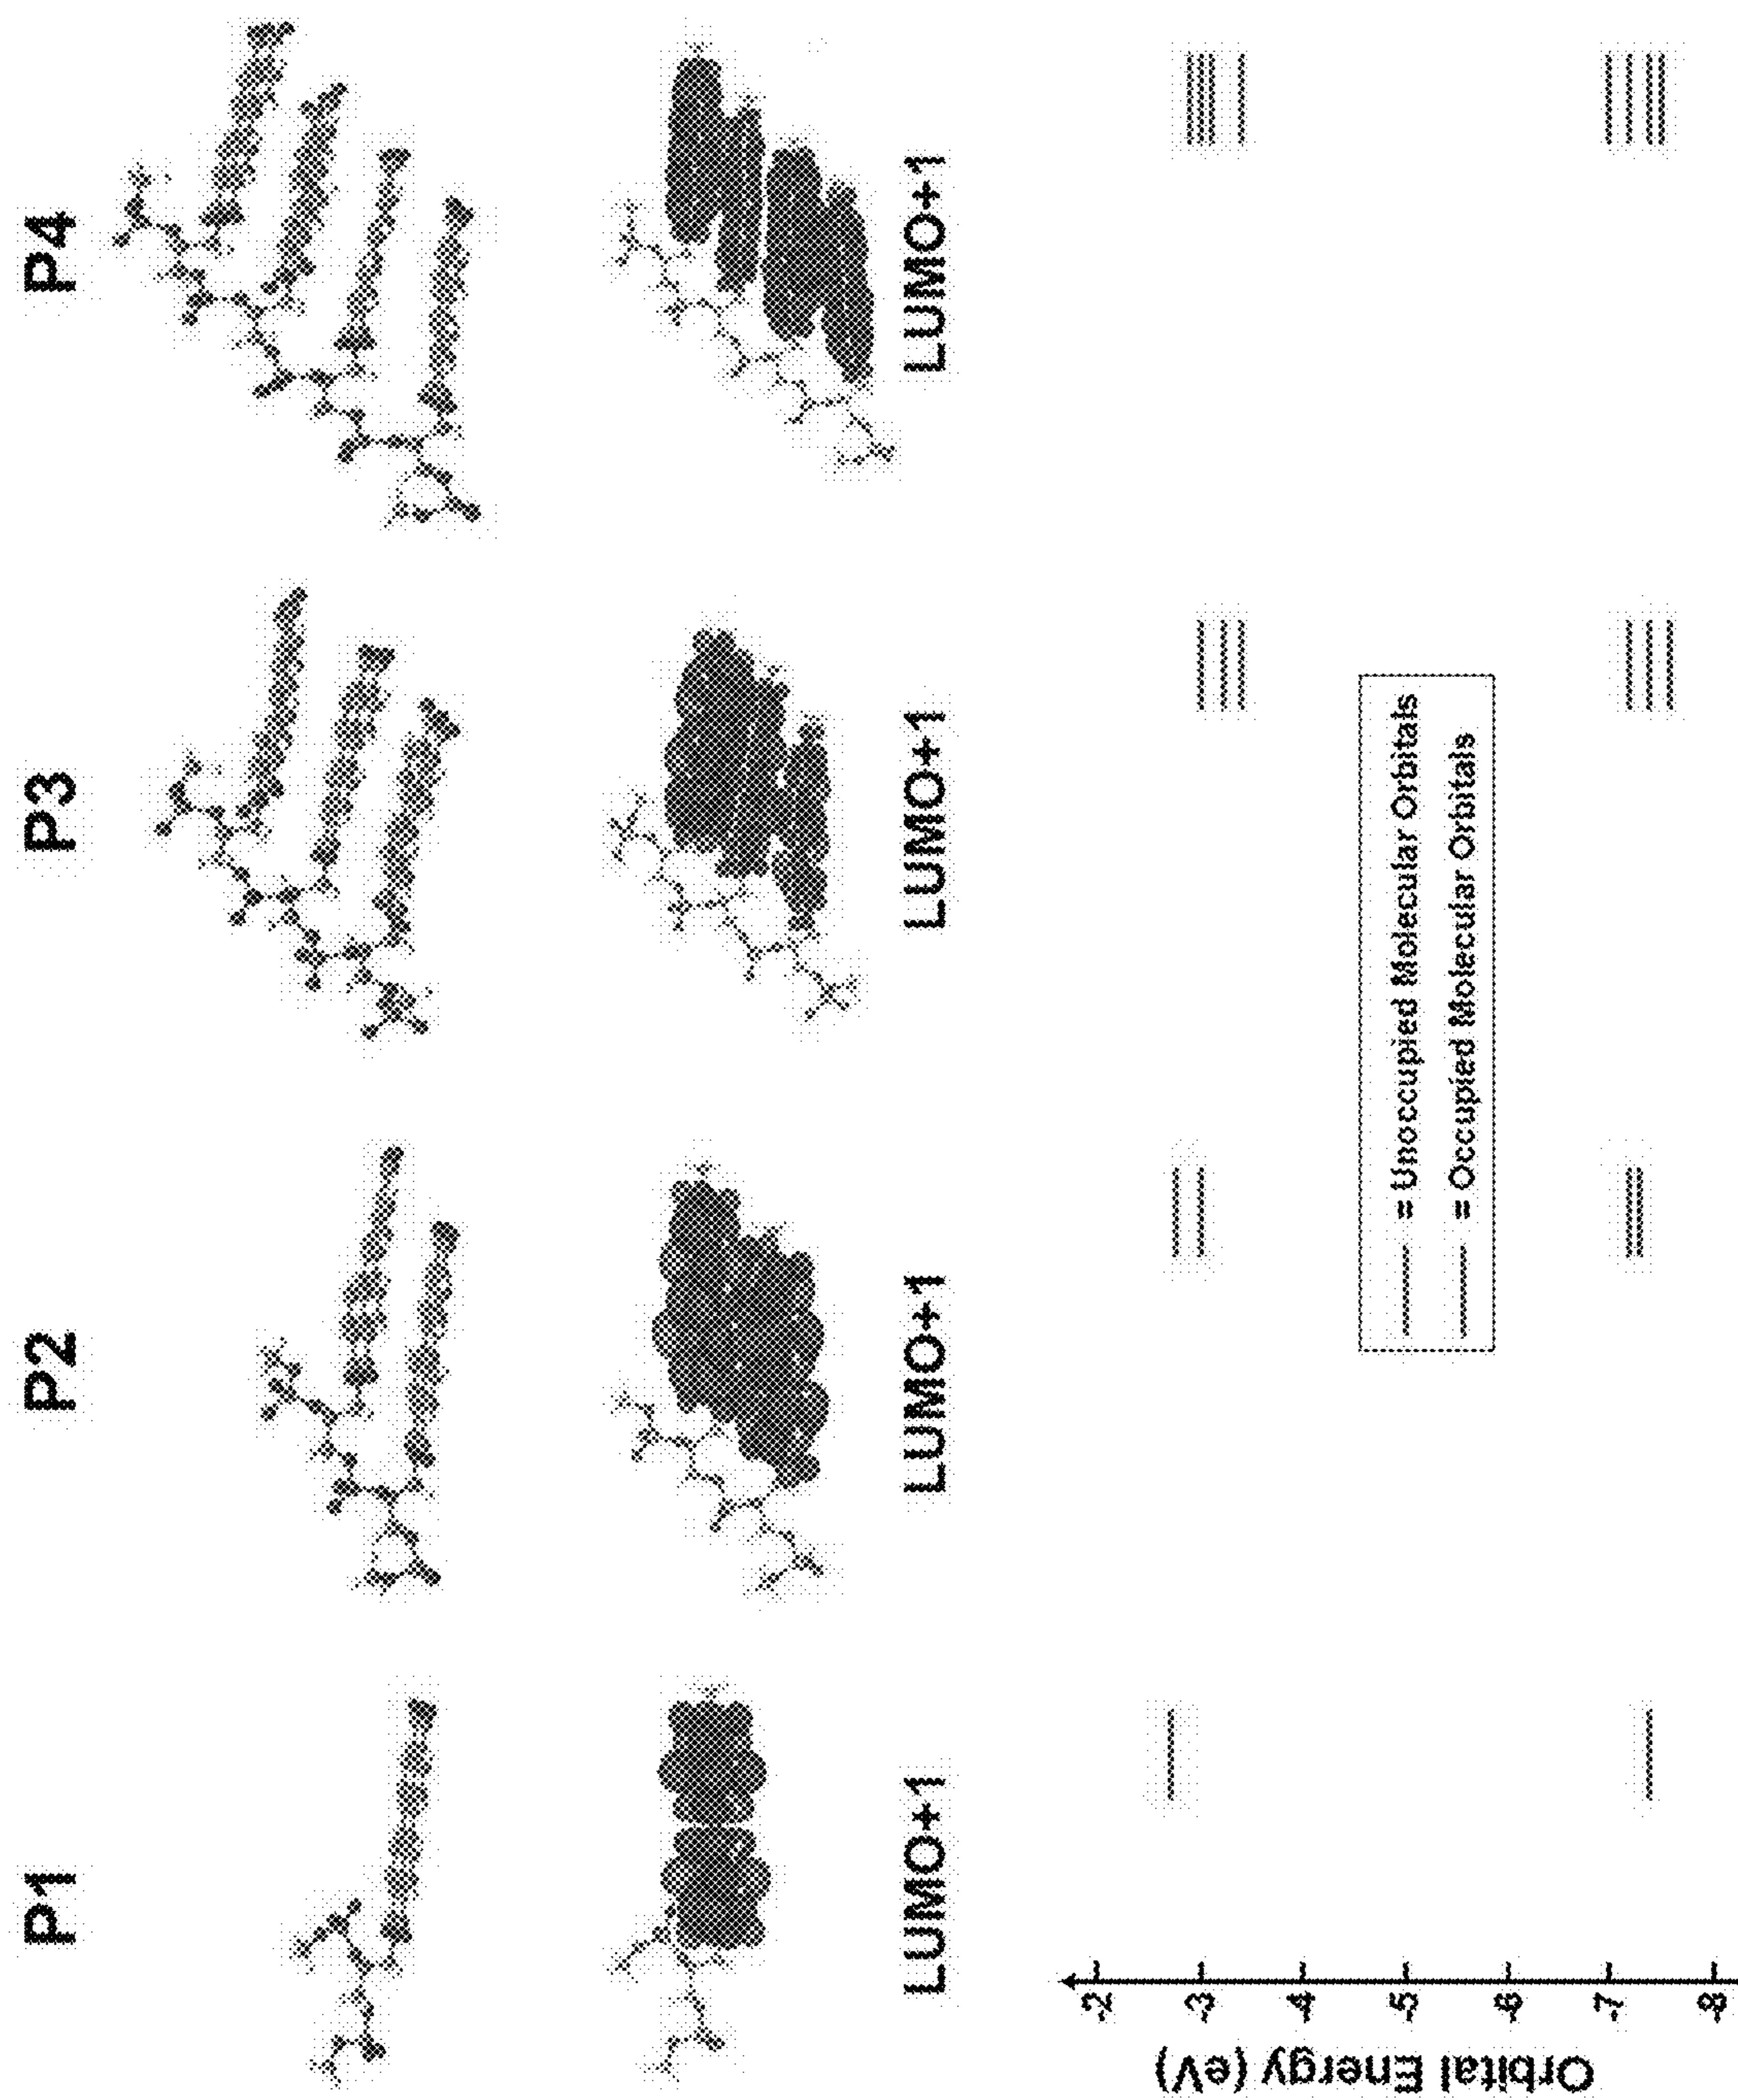 P1
P2
P3
P4
LUMO+1
LUMO+1
LUMO+1
LUMO+1
Orbital Energy (eV)
-2
-3
-4
-5
-6
-7
-8
= Unoccupied Molecular Orbitals
= Occupied Molecular Orbitals